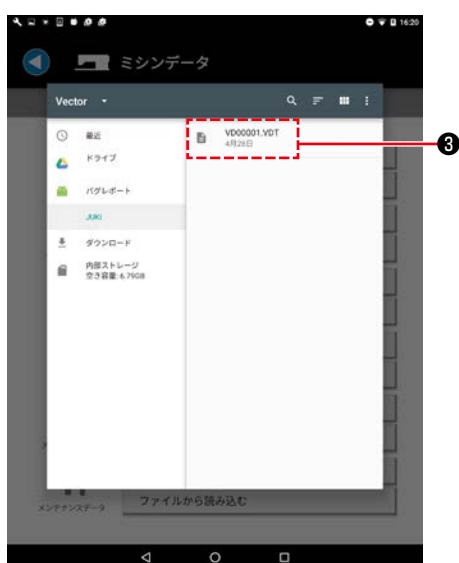 16:20
ミシンデータ
Vector
最近
VD00001.VDT
4月28日
❸
ドライブ
バグレポート
JUKI
ダウンロード
内部ストレージ
空き容量: 6.79GB
ファイルから読み込む
メンテナンスデータ